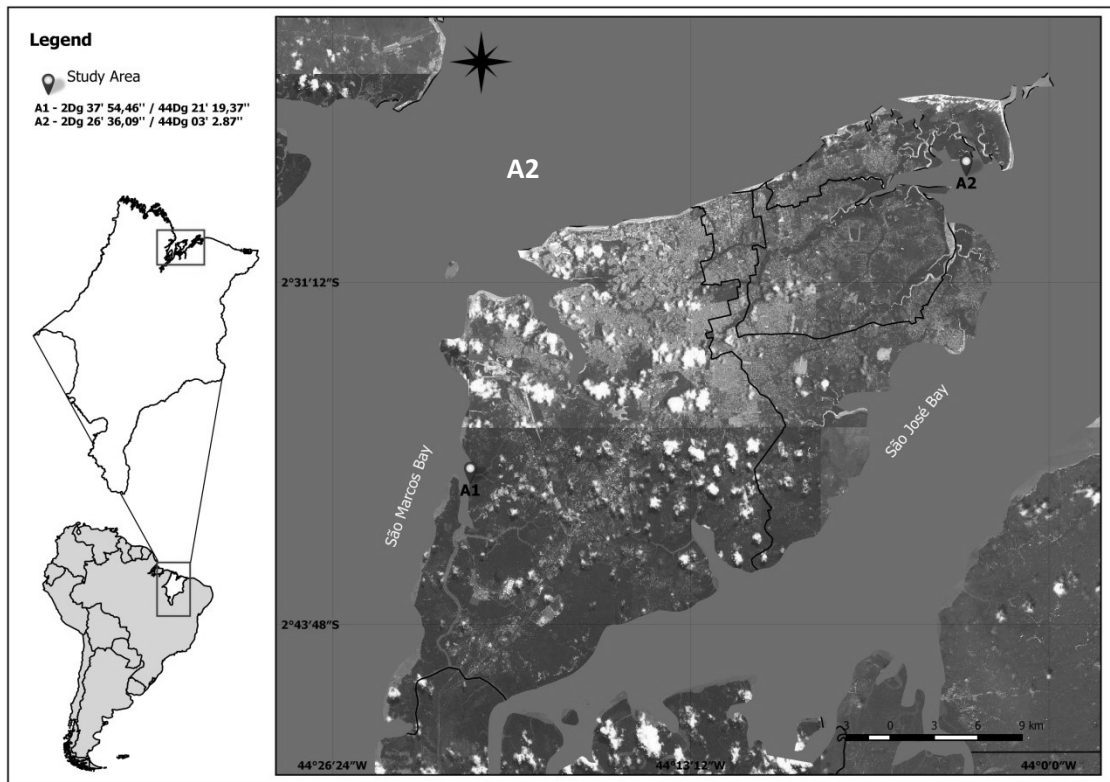 Legend
Study Area
A1 - 2Dg 37' 54,46'' / 44Dg 21' 19,37''
A2 - 2Dg 26' 36,09'' / 44Dg 03' 2.87''
A2
A2
2°31'12"S
São Marcos Bay
A1
São José Bay
2°43'48"S
3 0 3 6 9 km
44°26'24"W 44°13'12"W 44°0'0"W